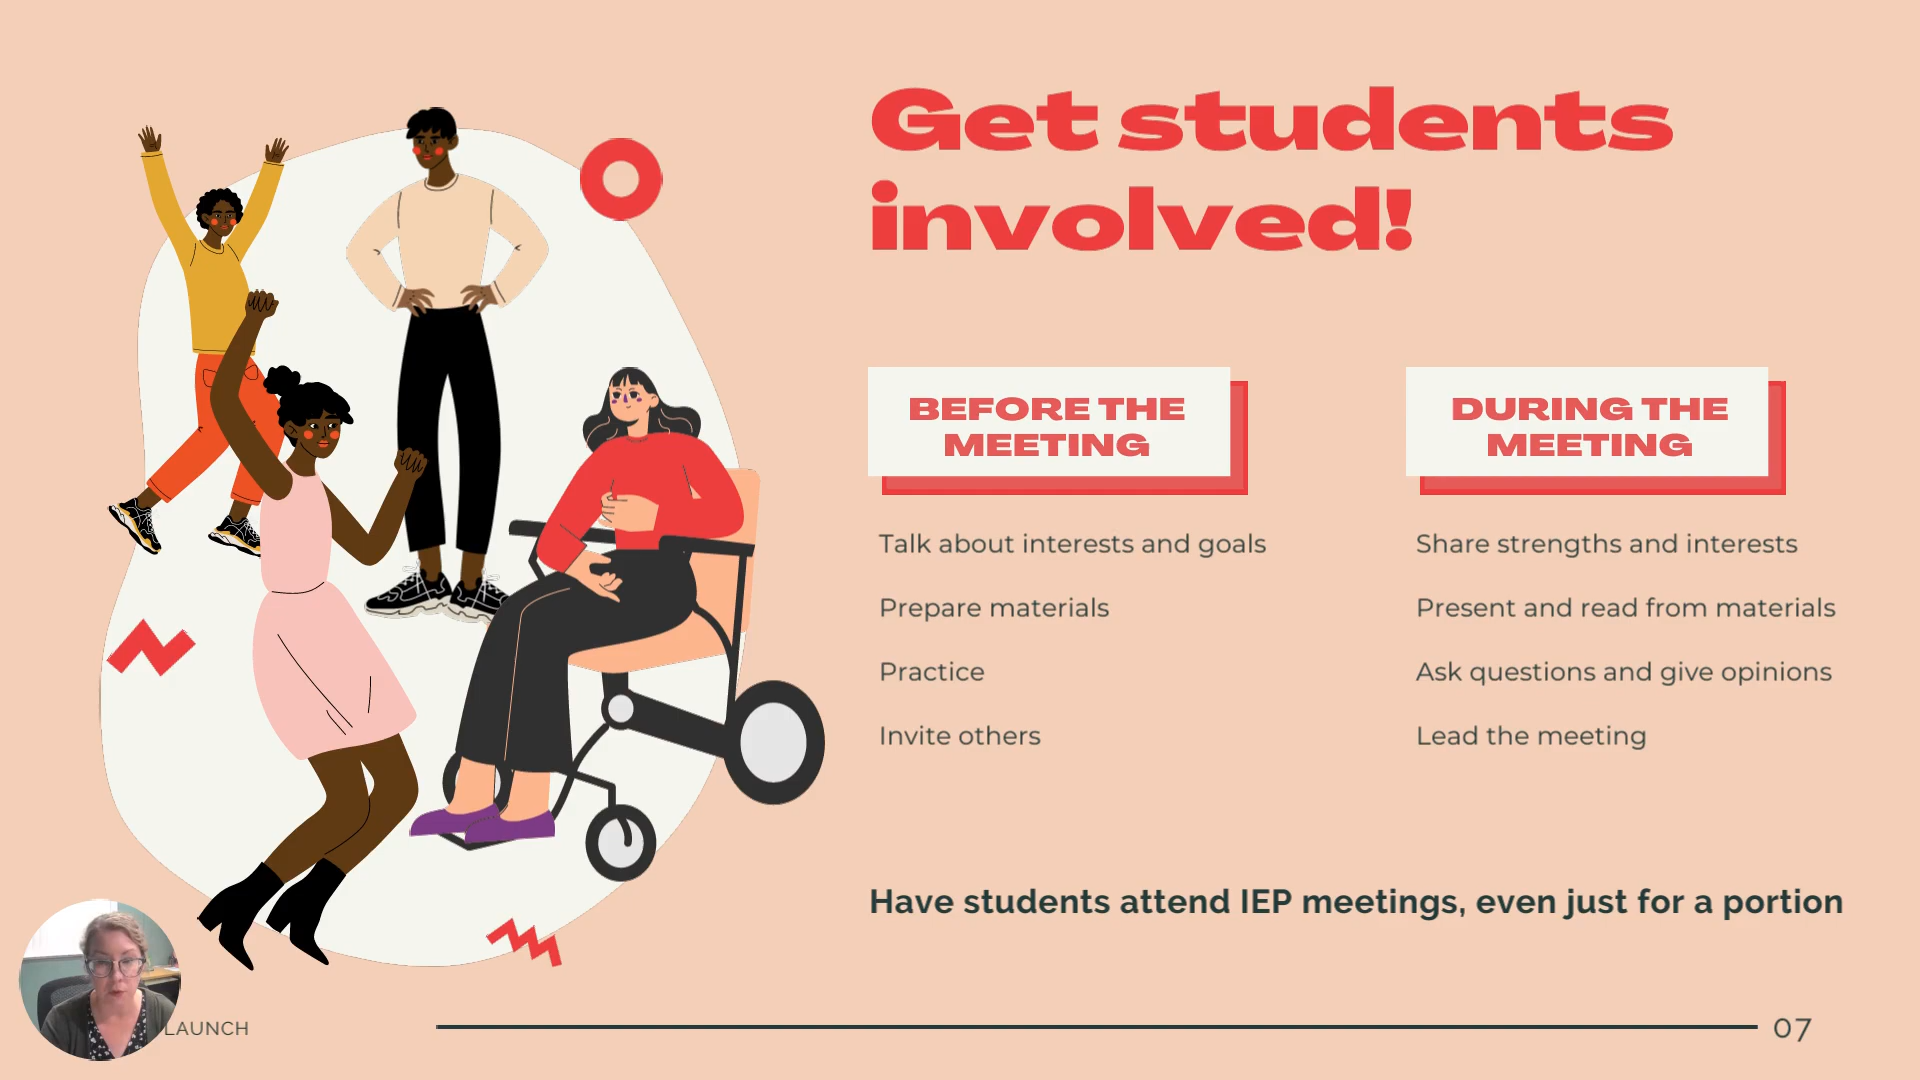 Get students
involved!
BEFORE THE
MEETING
Talk about interests and goals
Prepare materials
Practice
Invite others
DURING THE
MEETING
Share strengths and interests
Present and read from materials
Ask questions and give opinions
Lead the meeting
Have students attend IEP meetings, even just for a portion
LAUNCH
07